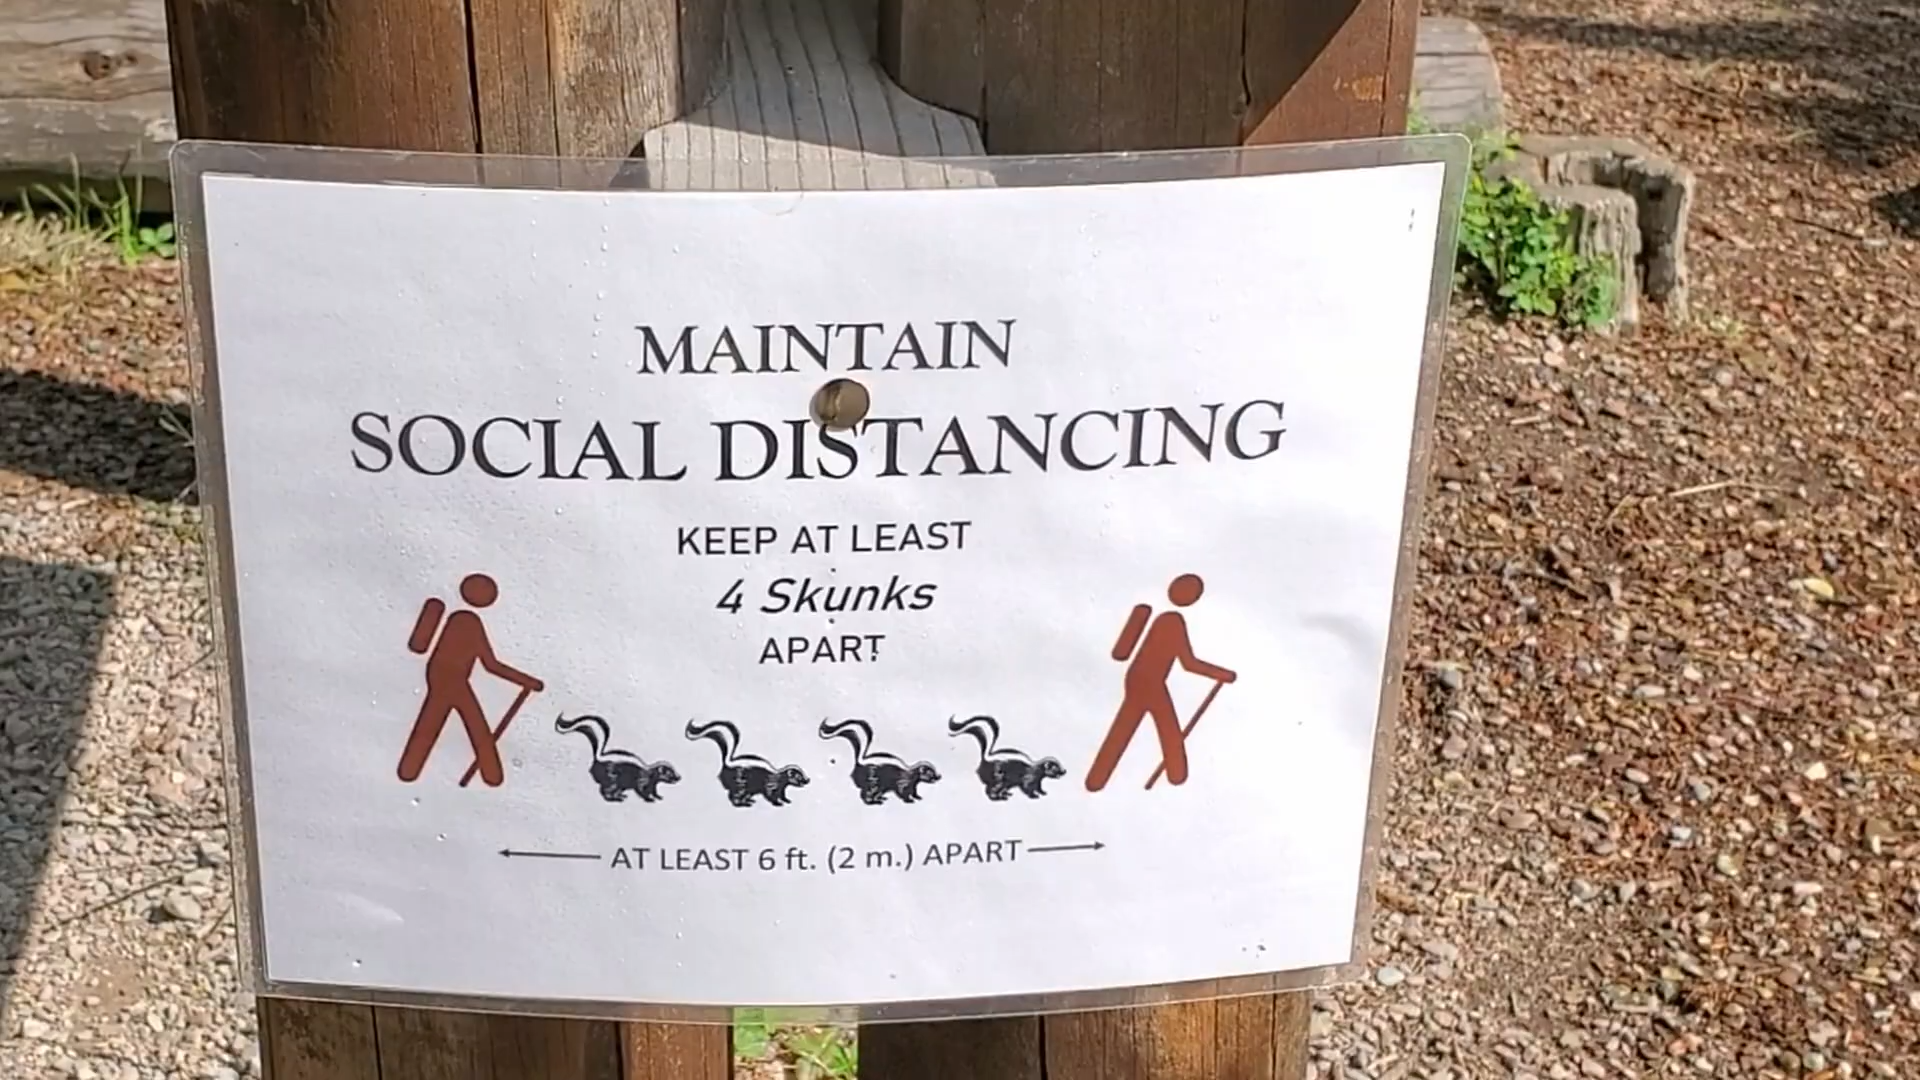 MAINTAIN
SOCIAL DISTANCING
KEEP AT LEAST
4 Skunks
APART
AT LEAST 6 ft. (2 m.) APART